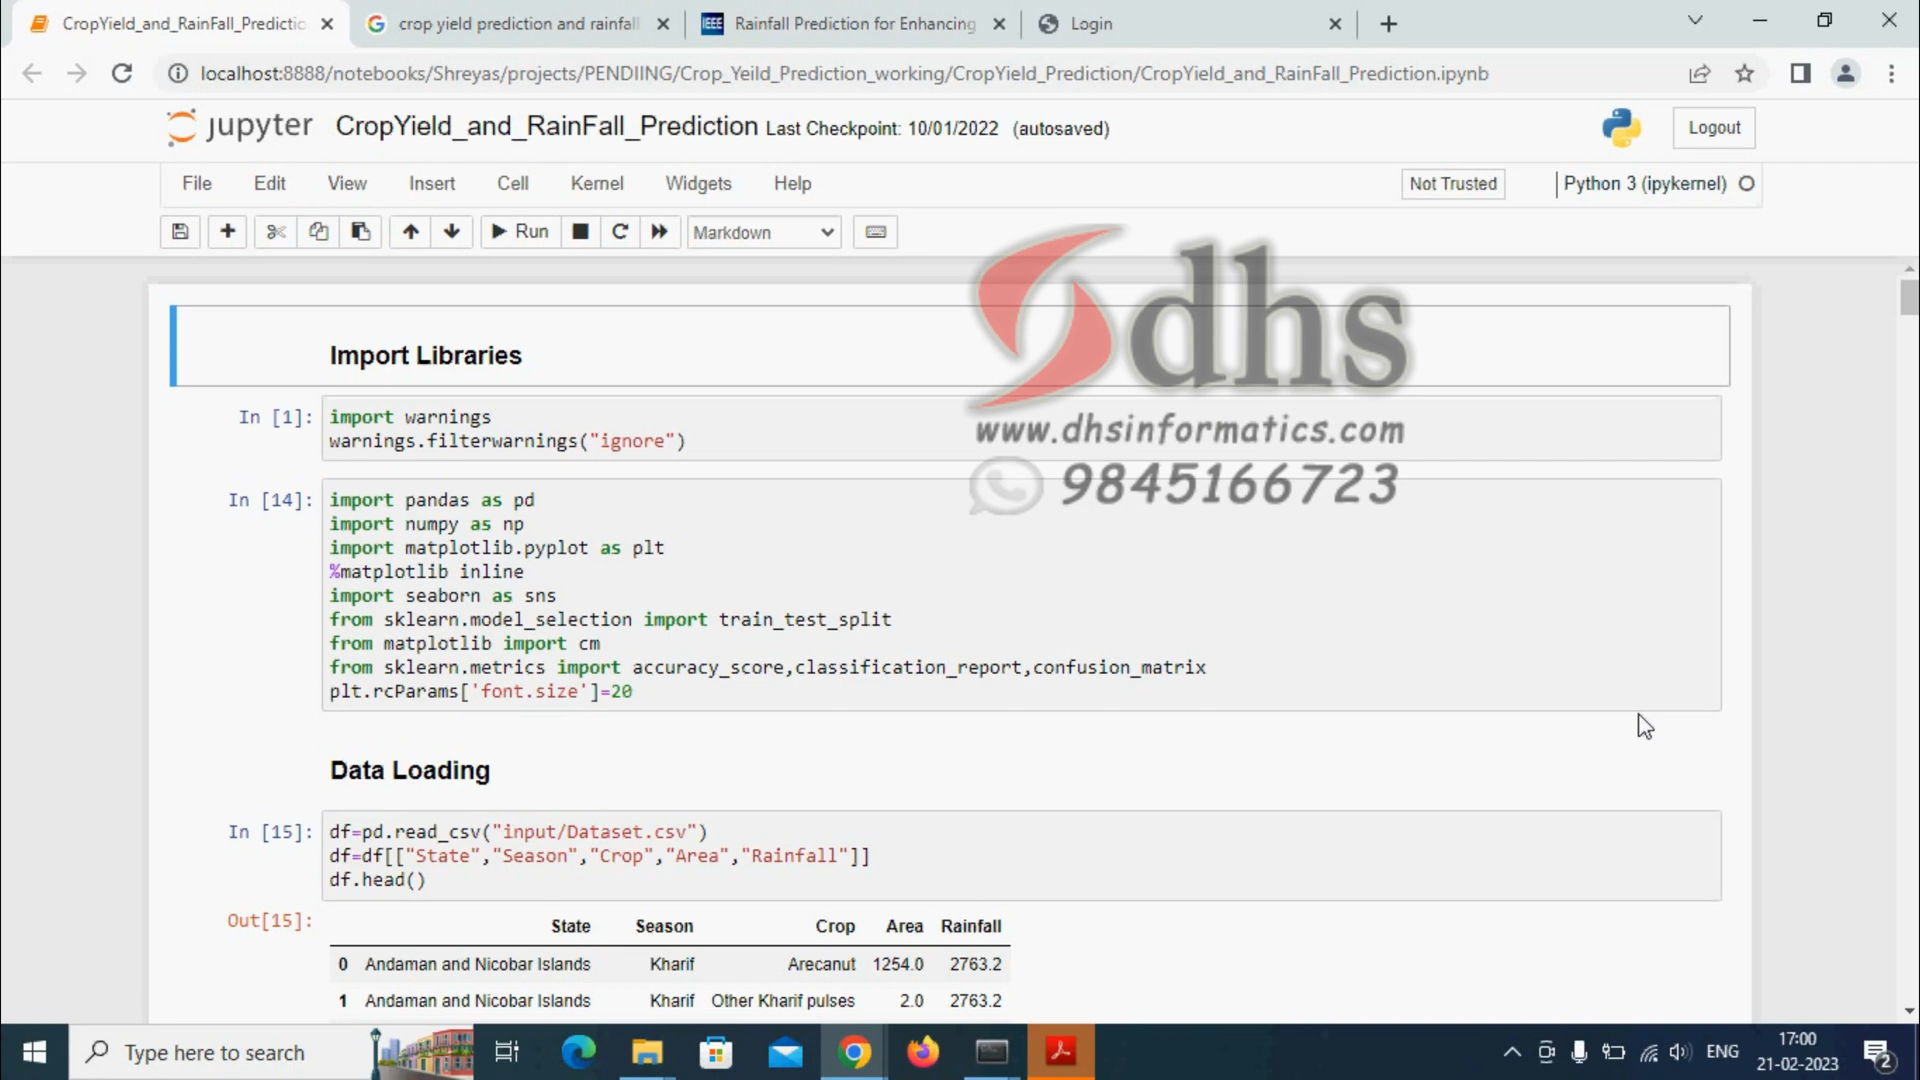 CropYield_and_RainFall_Predictio
crop yield prediction and rainfall
IEEE
Rainfall Prediction for Enhancing
Login
localhost:8888/notebooks/Shreyas/projects/PENDIING/Crop_Yeild_Prediction_working/CropYield_Prediction/CropYield_and_RainFall_Prediction.ipynb
jupyter CropYield_and_RainFall_Prediction Last Checkpoint: 10/01/2022 (autosaved)
Logout
File Edit View Insert Cell Kernel Widgets Help
Not Trusted
Python 3 (ipykernel)
Run
Markdown
dhs
www.dhsinformatics.com
9845166723
Import Libraries
In [1]: import warnings
warnings.filterwarnings("ignore")
In [14]: import pandas as pd
import numpy as np
import matplotlib.pyplot as plt
%matplotlib inline
import seaborn as sns
from sklearn.model_selection import train_test_split
from matplotlib import cm
from sklearn.metrics import accuracy_score,classification_report,confusion_matrix
plt.rcParams['font.size']=20
Data Loading
In [15]: df=pd.read_csv("input/Dataset.csv")
df=df[["State","Season","Crop","Area","Rainfall"]]
df.head()
Out[15]:
State Season Crop Area Rainfall
0 Andaman and Nicobar Islands Kharif Arecanut 1254.0 2763.2
1 Andaman and Nicobar Islands Kharif Other Kharif pulses 2.0 2763.2
Type here to search
ENG
17:00
21-02-2023
2